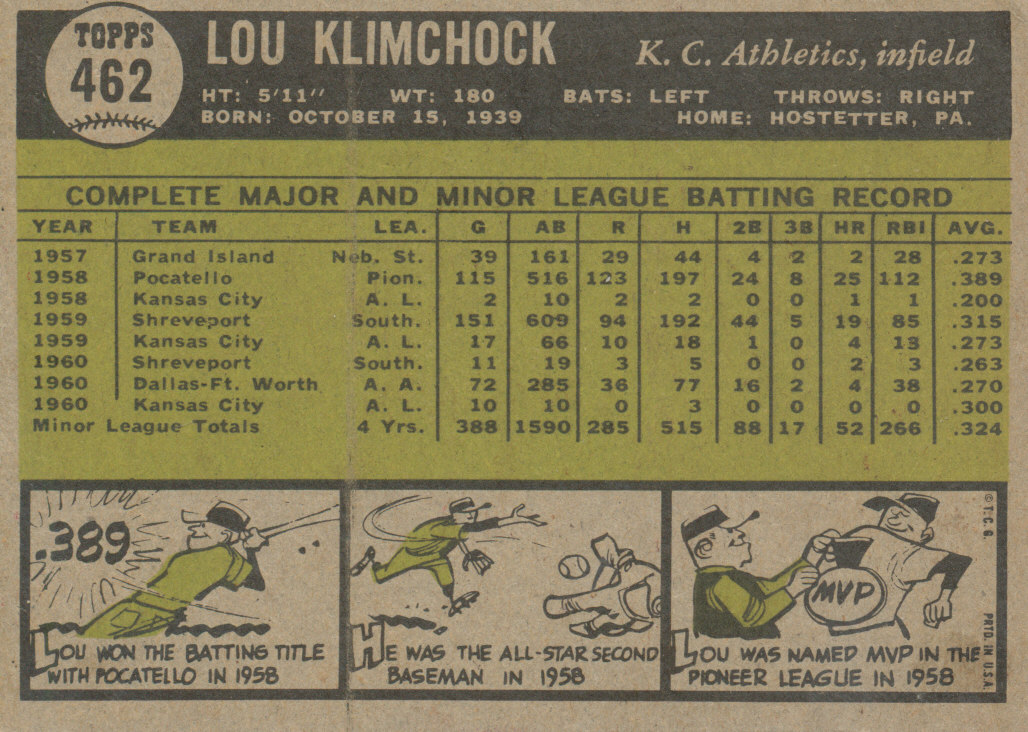 TOPPS
462
LOU KLIMCHOCK
K. C. Athletics, infield
HT: 5'11" WT: 180 BATS: LEFT THROWS: RIGHT
BORN: OCTOBER 15, 1939 HOME: HOSTETTER, PA.
COMPLETE MAJOR AND MINOR LEAGUE BATTING RECORD
YEAR TEAM LEA. G AB R H 2B 3B HR RBI AVG.
1957 Grand Island Neb. St. 39 161 29 44 4 2 2 28 .273
1958 Pocatello Pion. 115 516 123 197 24 8 25 112 .389
1958 Kansas City A. L. 2 10 2 2 0 0 1 1 .200
1959 Shreveport South. 151 609 94 192 44 5 19 85 .315
1959 Kansas City A. L. 17 66 10 18 1 0 4 13 .273
1960 Shreveport South. 11 19 3 5 0 0 2 3 .263
1960 Dallas-Ft. Worth A. A. 72 285 36 77 16 2 4 38 .270
1960 Kansas City A. L. 10 10 0 3 0 0 0 0 .300
Minor League Totals 4 Yrs. 388 1590 285 515 88 17 52 266 .324
.389
LOU WON THE BATTING TITLE
WITH POCATELLO IN 1958
HE WAS THE ALL-STAR SECOND
BASEMAN IN 1958
MVP
LOU WAS NAMED MVP IN THE
PIONEER LEAGUE IN 1958
© T. C. G. PRTD. IN U.S.A.